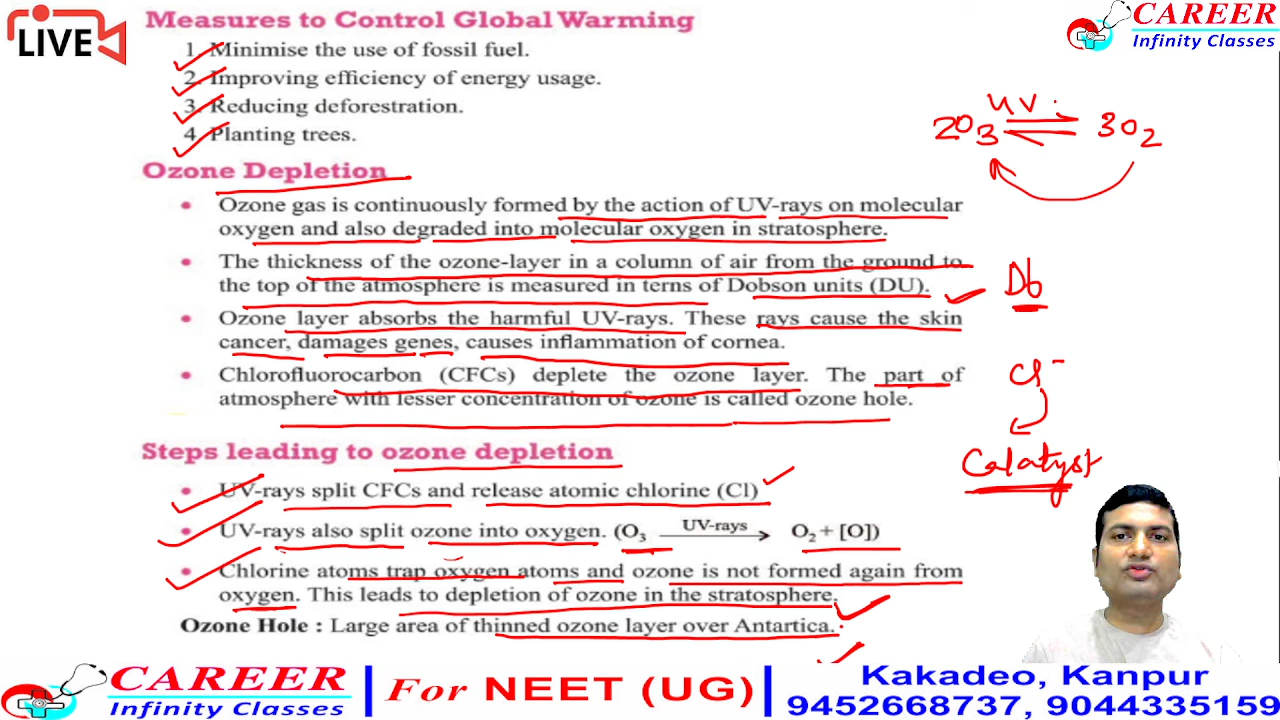 LIVE
CAREER
Infinity Classes
Measures to Control Global Warming
1. Minimise the use of fossil fuel.
2. Improving efficiency of energy usage.
3. Reducing deforestration.
4. Planting trees.
UV
2O3 ⇌ 3O2
Ozone Depletion
• Ozone gas is continuously formed by the action of UV-rays on molecular
oxygen and also degraded into molecular oxygen in stratosphere.
• The thickness of the ozone-layer in a column of air from the ground to
the top of the atmosphere is measured in terns of Dobson units (DU).
Db
• Ozone layer absorbs the harmful UV-rays. These rays cause the skin
cancer, damages genes, causes inflammation of cornea.
• Chlorofluorocarbon (CFCs) deplete the ozone layer. The part of
atmosphere with lesser concentration of ozone is called ozone hole.
Cl-
Catalyst
Steps leading to ozone depletion
• UV-rays split CFCs and release atomic chlorine (Cl)
• UV-rays also split ozone into oxygen. (O3 UV-rays → O2 + [O])
• Chlorine atoms trap oxygen atoms and ozone is not formed again from
oxygen. This leads to depletion of ozone in the stratosphere.
Ozone Hole : Large area of thinned ozone layer over Antartica.
CAREER
Infinity Classes
For NEET (UG)
Kakadeo, Kanpur
9452668737, 9044335159